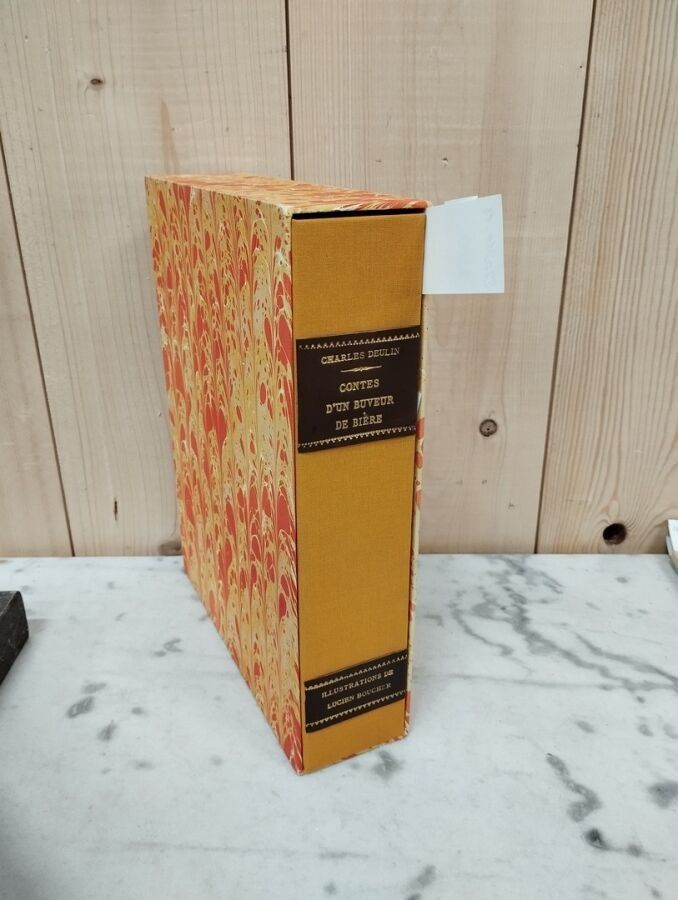 CHARLES DEULIN
CONTES
D'UN BUVEUR
DE BIÈRE
ILLUSTRATIONS DE
LUCIEN BOUCHER